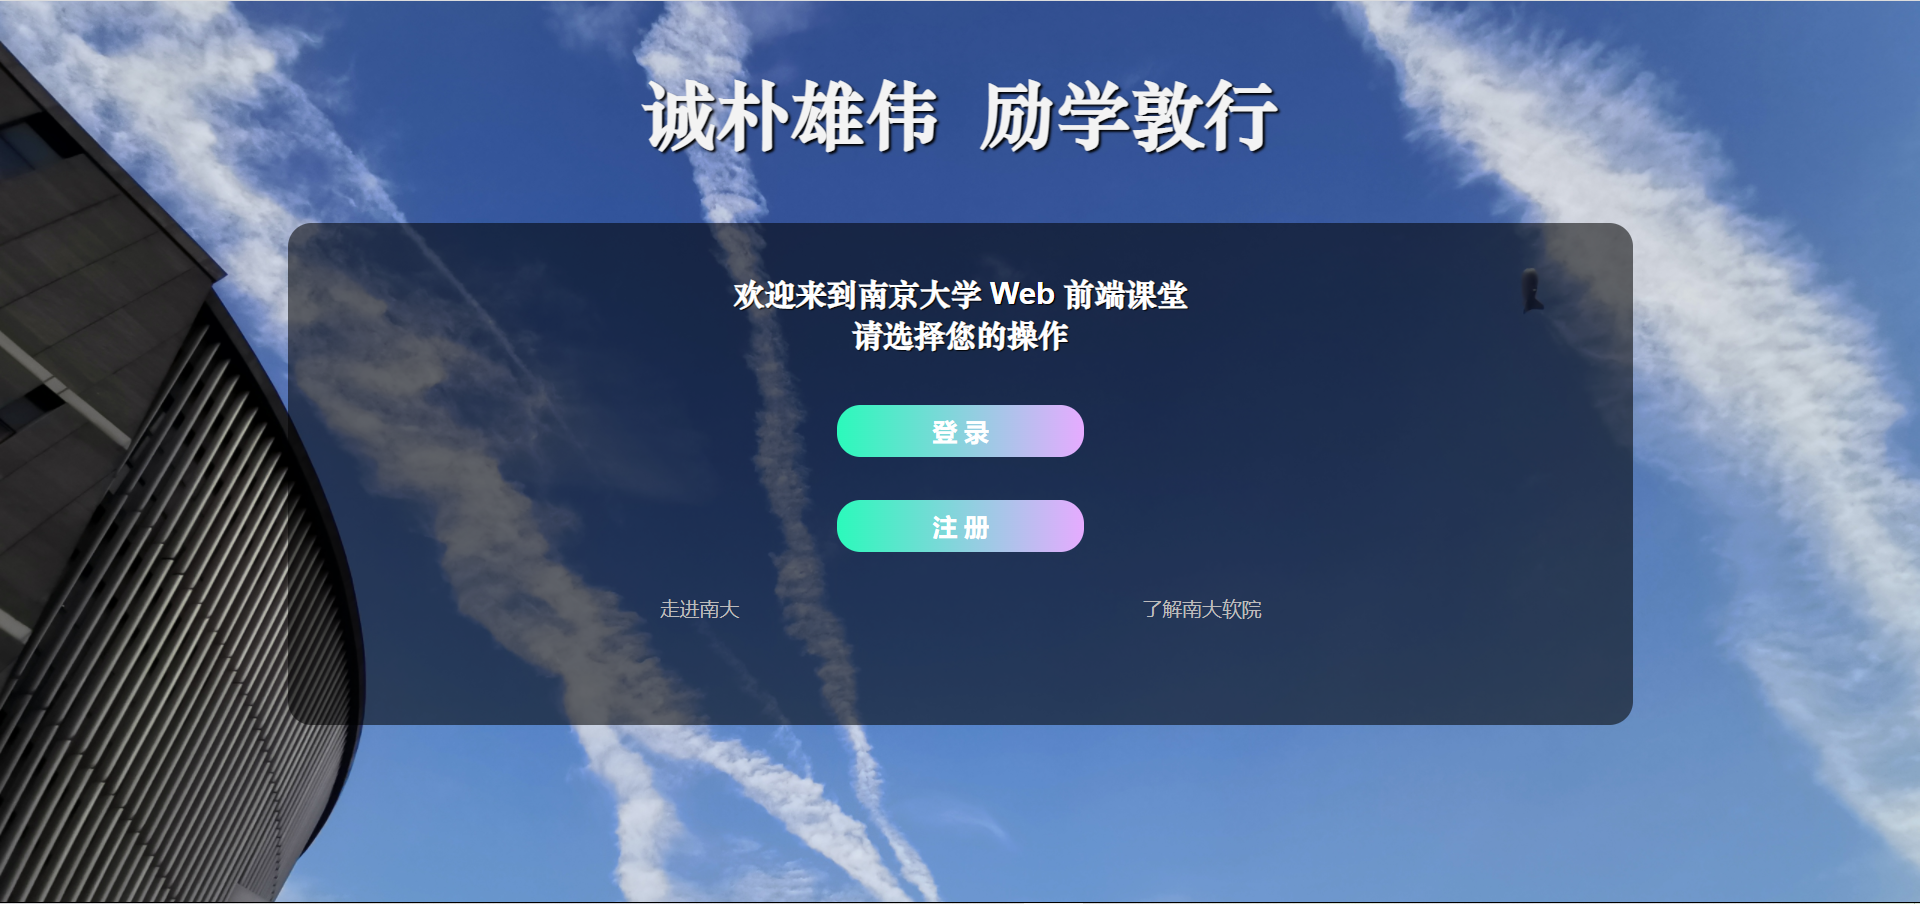 诚朴雄伟 励学敦行
欢迎来到南京大学 Web 前端课堂
请选择您的操作
登 录
注 册
走进南大 了解南大软院